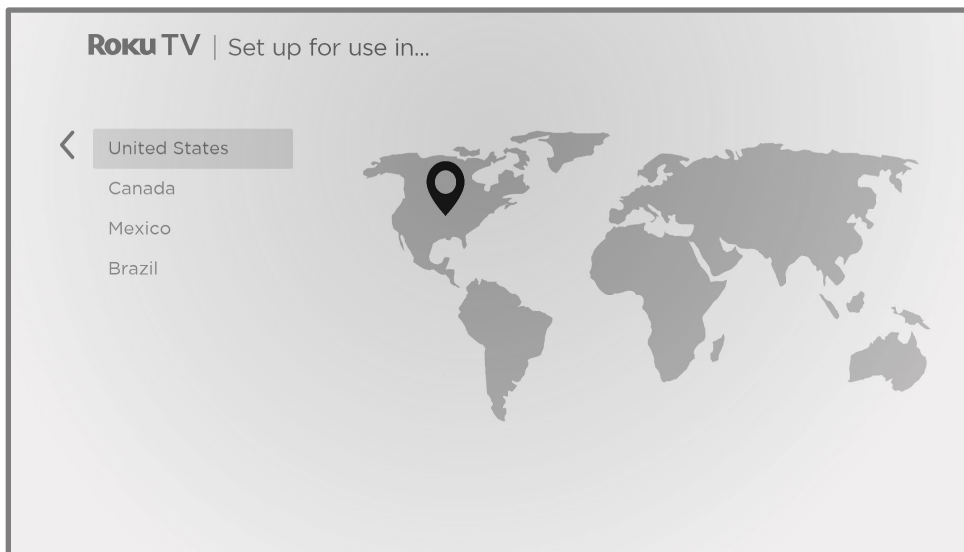 Roku TV | Set up for use in...
United States
Canada
Mexico
Brazil